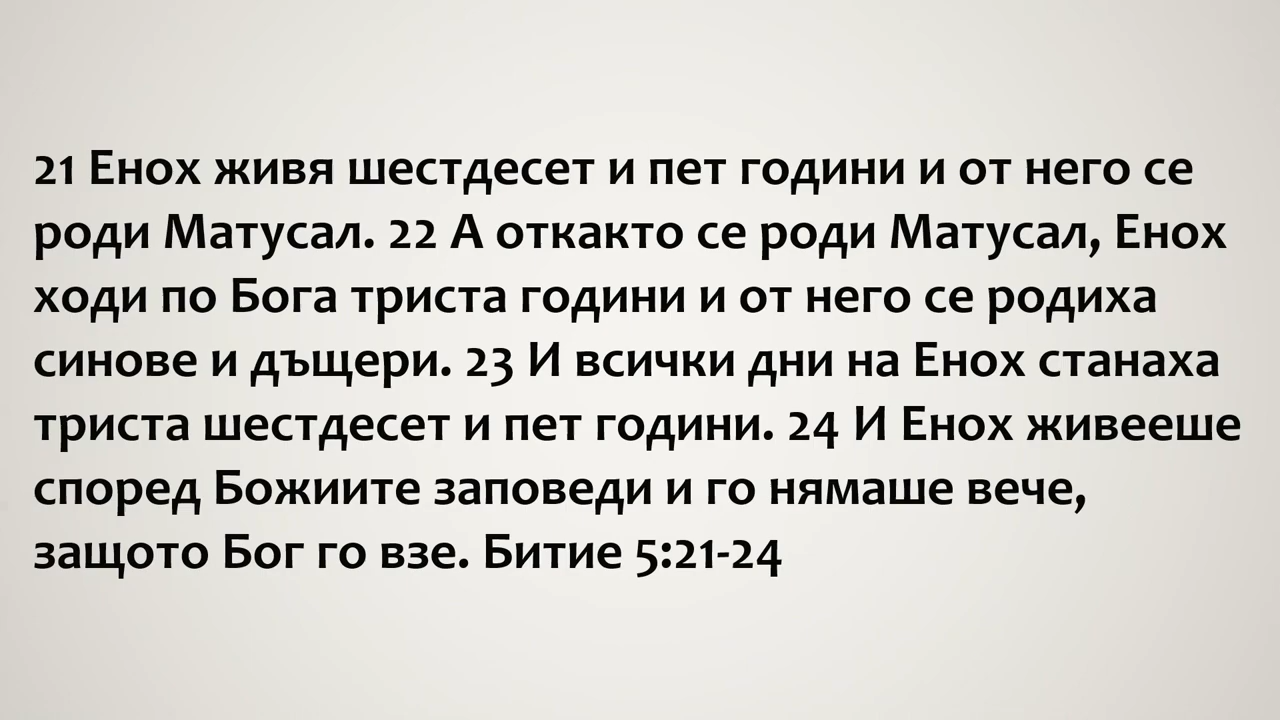 21 Енох живя шестдесет и пет години и от него се
роди Матусал. 22 А откакто се роди Матусал, Енох
ходи по Бога триста години и от него се родиха
синове и дъщери. 23 И всички дни на Енох станаха
триста шестдесет и пет години. 24 И Енох живееше
според Божиите заповеди и го нямаше вече,
защото Бог го взе. Битие 5:21-24